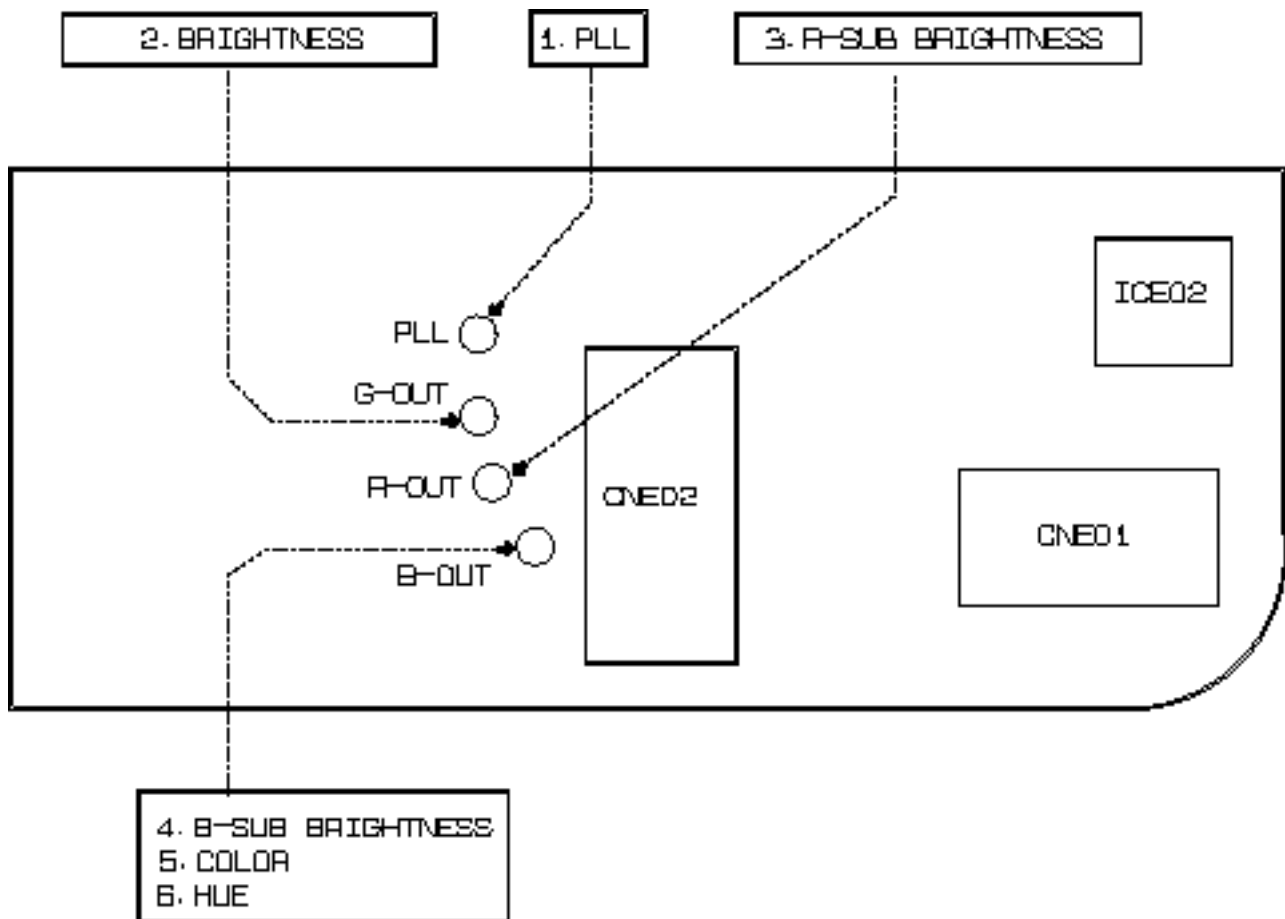 2. BRIGHTNESS
1. PLL
3. R-SUB BRIGHTNESS
ICE02
PLL
G-OUT
R-OUT
CNE02
CNE01
B-OUT
4. B-SUB BRIGHTNESS
5. COLOR
6. HUE